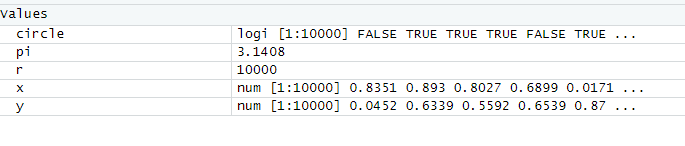 Values
circle logi [1:10000] FALSE TRUE TRUE TRUE FALSE TRUE ...
pi 3.1408
r 10000
x num [1:10000] 0.8351 0.893 0.8027 0.6899 0.0171 ...
y num [1:10000] 0.0452 0.6339 0.5592 0.6539 0.87 ...